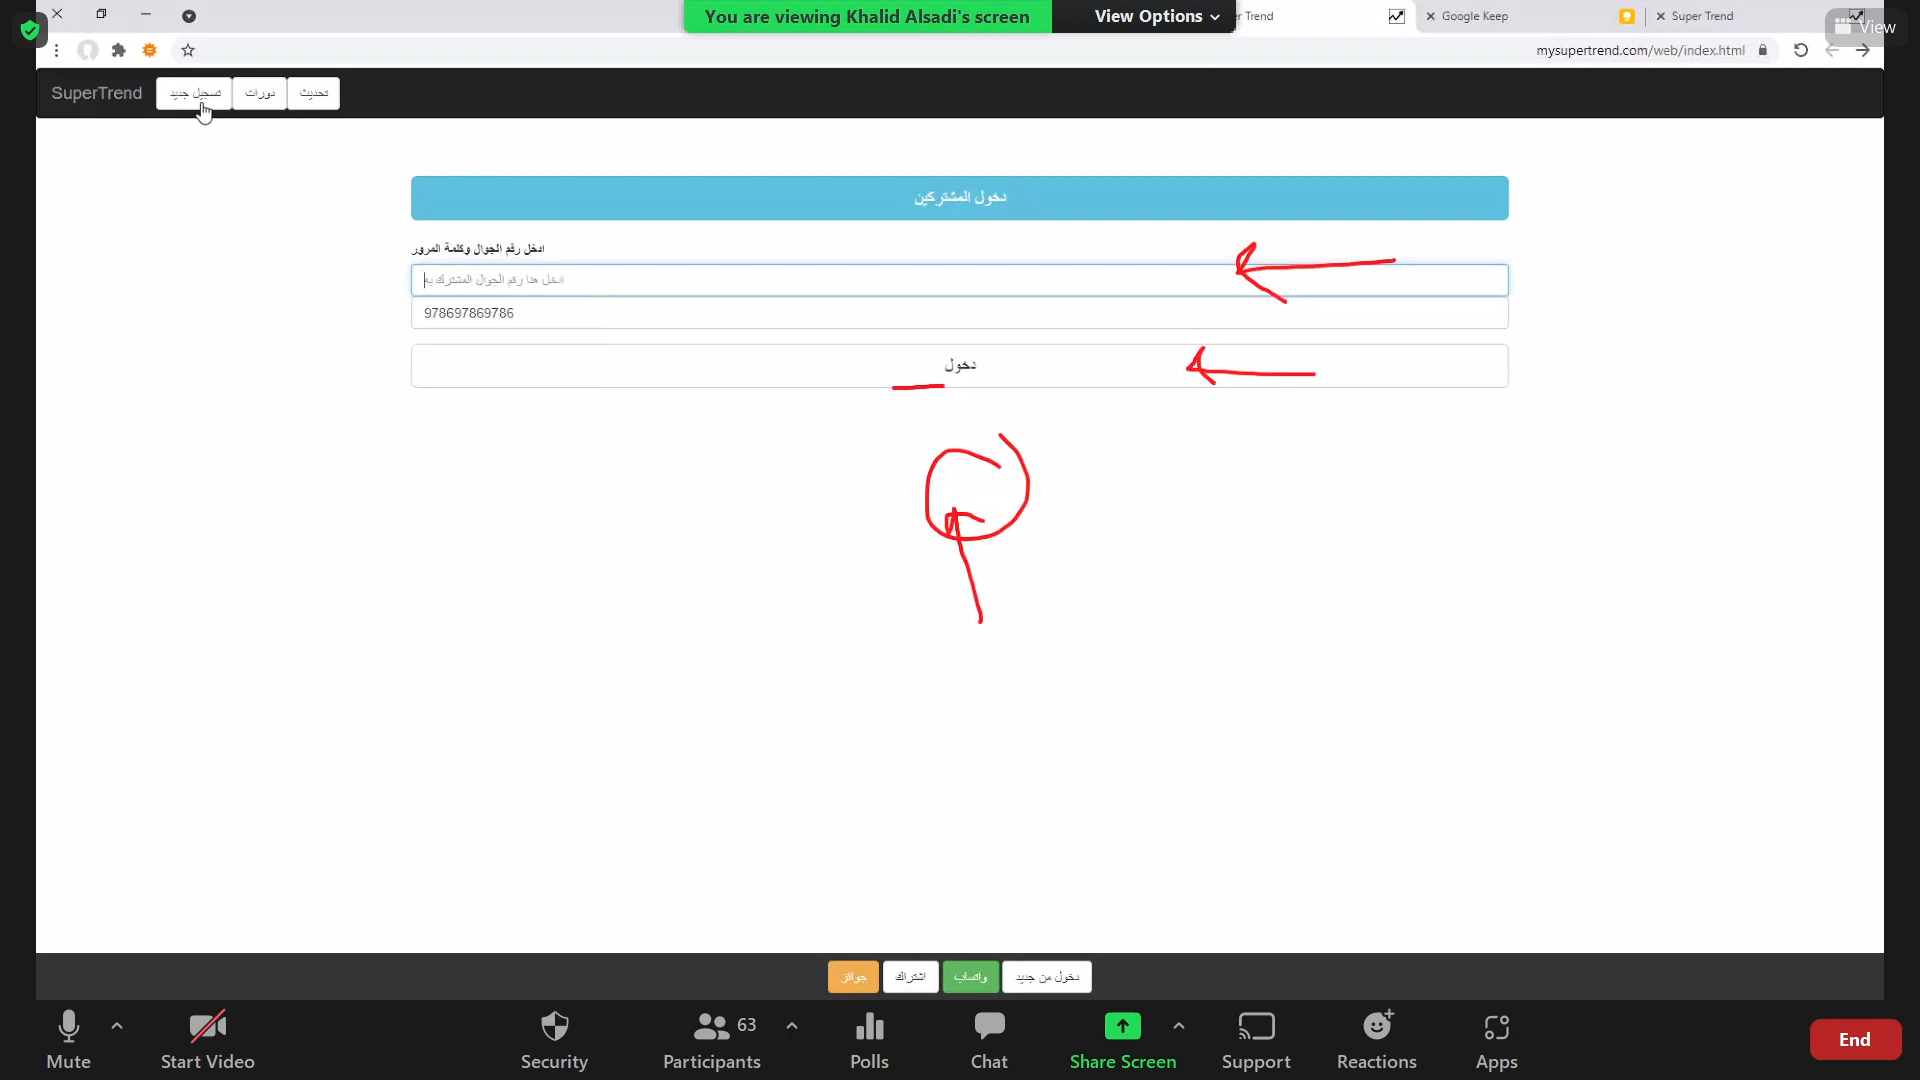 You are viewing Khalid Alsadi's screen
View Options
r Trend
Google Keep
Super Trend
View
mysupertrend.com/web/index.html
SuperTrend
تسجيل جديد
دورات
تحديث
دخول المشتركين
ادخل رقم الجوال وكلمة المرور
ادخل هنا رقم الجوال المشترك به
978697869786
دخول
جوائز
اشتراك
واتساب
دخول من جديد
63
Mute
Start Video
Security
Participants
Polls
Chat
Share Screen
Support
Reactions
Apps
End